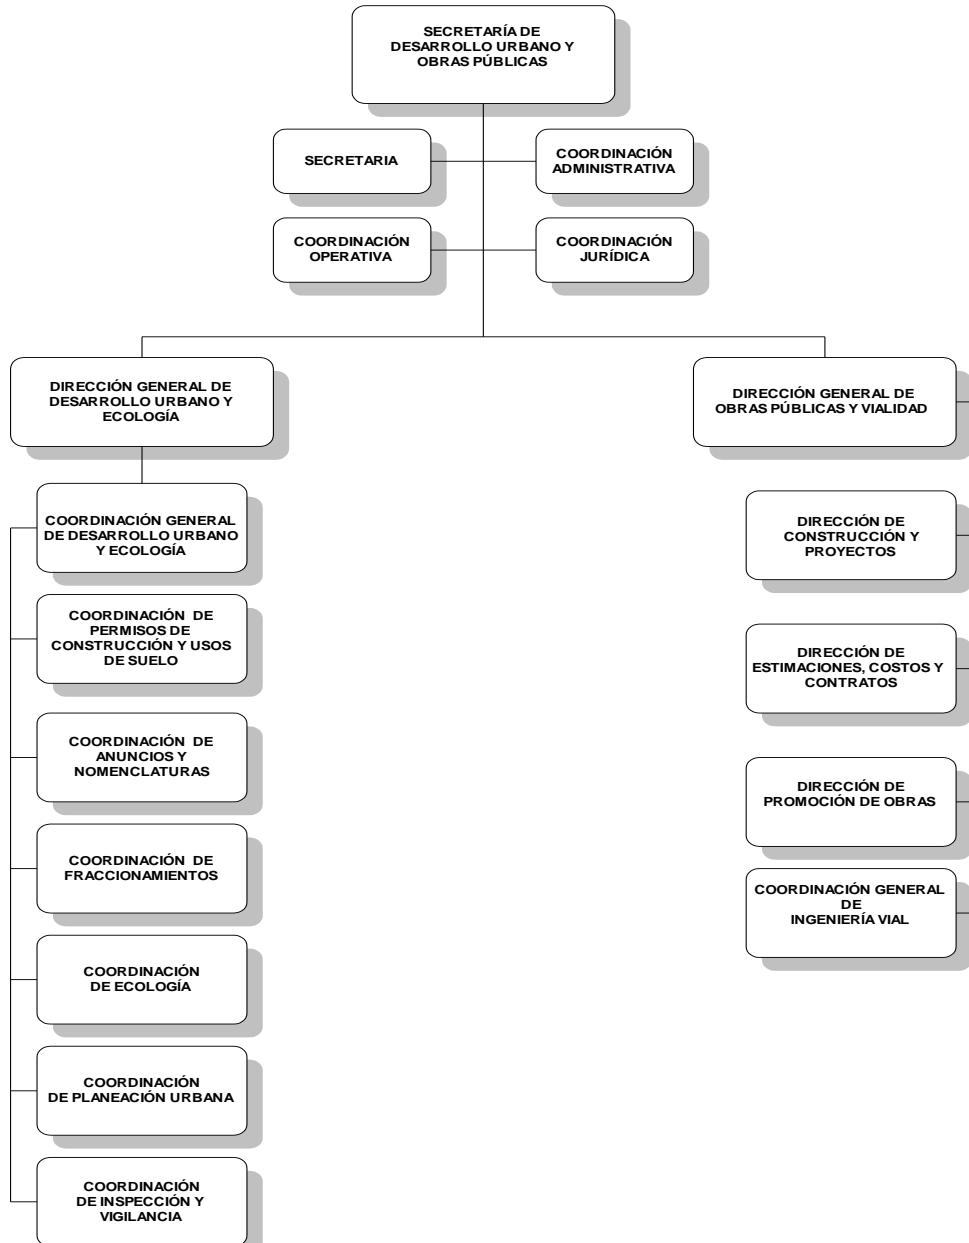 SECRETARÍA DE
DESARROLLO URBANO Y
OBRAS PÚBLICAS
SECRETARIA
COORDINACIÓN
ADMINISTRATIVA
COORDINACIÓN
OPERATIVA
COORDINACIÓN
JURÍDICA
DIRECCIÓN GENERAL DE
DESARROLLO URBANO Y
ECOLOGÍA
DIRECCIÓN GENERAL DE
OBRAS PÚBLICAS Y VIALIDAD
COORDINACIÓN GENERAL
DE DESARROLLO URBANO
Y ECOLOGÍA
COORDINACIÓN DE
PERMISOS DE
CONSTRUCCIÓN Y USOS
DE SUELO
COORDINACIÓN DE
ANUNCIOS Y
NOMENCLATURAS
COORDINACIÓN DE
FRACCIONAMIENTOS
COORDINACIÓN
DE ECOLOGÍA
COORDINACIÓN
DE PLANEACIÓN URBANA
COORDINACIÓN
DE INSPECCIÓN Y
VIGILANCIA
DIRECCIÓN DE
CONSTRUCCIÓN Y
PROYECTOS
DIRECCIÓN DE
ESTIMACIONES, COSTOS Y
CONTRATOS
DIRECCIÓN DE
PROMOCIÓN DE OBRAS
COORDINACIÓN GENERAL
DE
INGENIERÍA VIAL